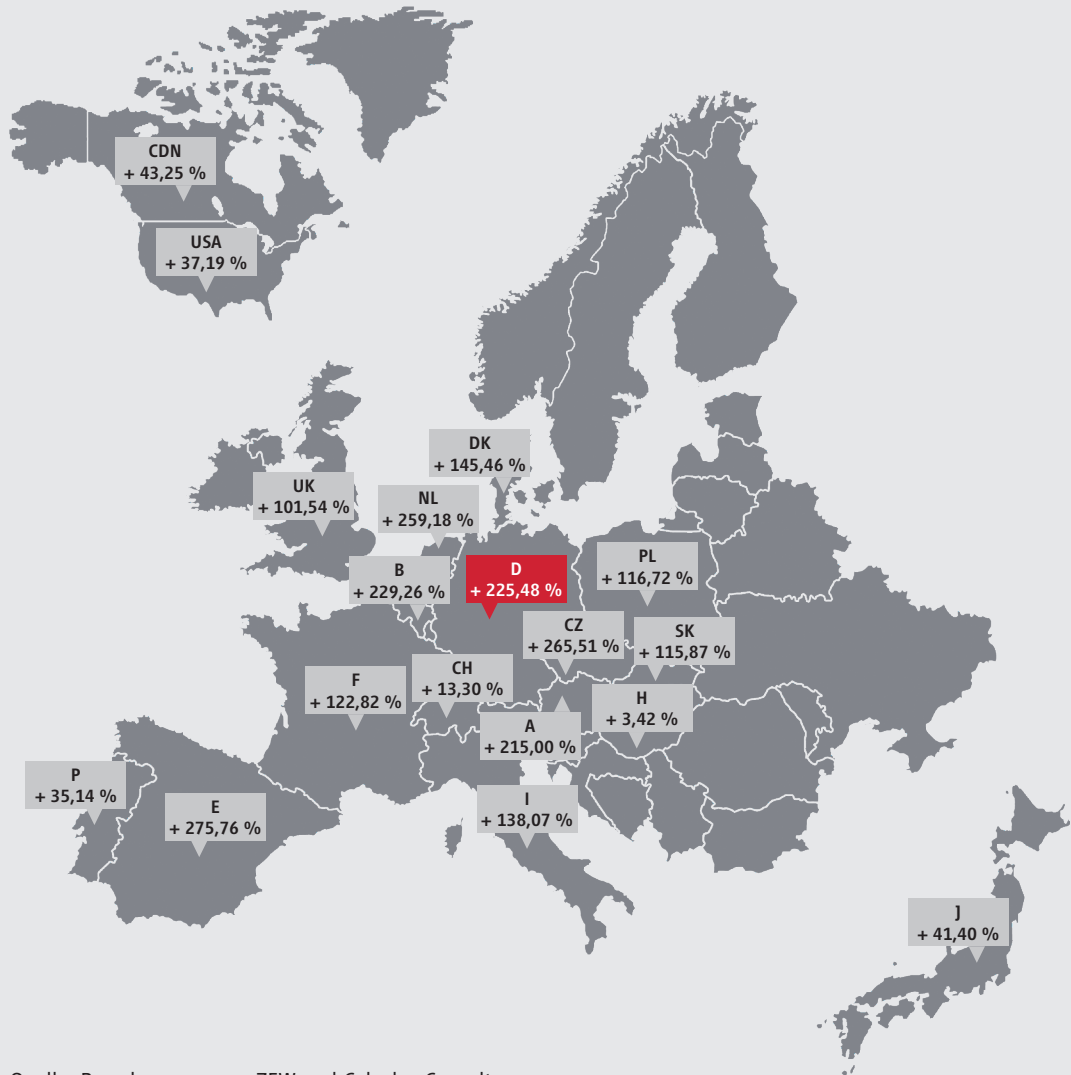 CDN
+ 43,25 %
USA
+ 37,19 %
DK
+ 145,46 %
UK
+ 101,54 %
NL
+ 259,18 %
B
+ 229,26 %
D
+ 225,48 %
PL
+ 116,72 %
CZ
+ 265,51 %
SK
+ 115,87 %
F
+ 122,82 %
CH
+ 13,30 %
H
+ 3,42 %
A
+ 215,00 %
P
+ 35,14 %
E
+ 275,76 %
I
+ 138,07 %
J
+ 41,40 %